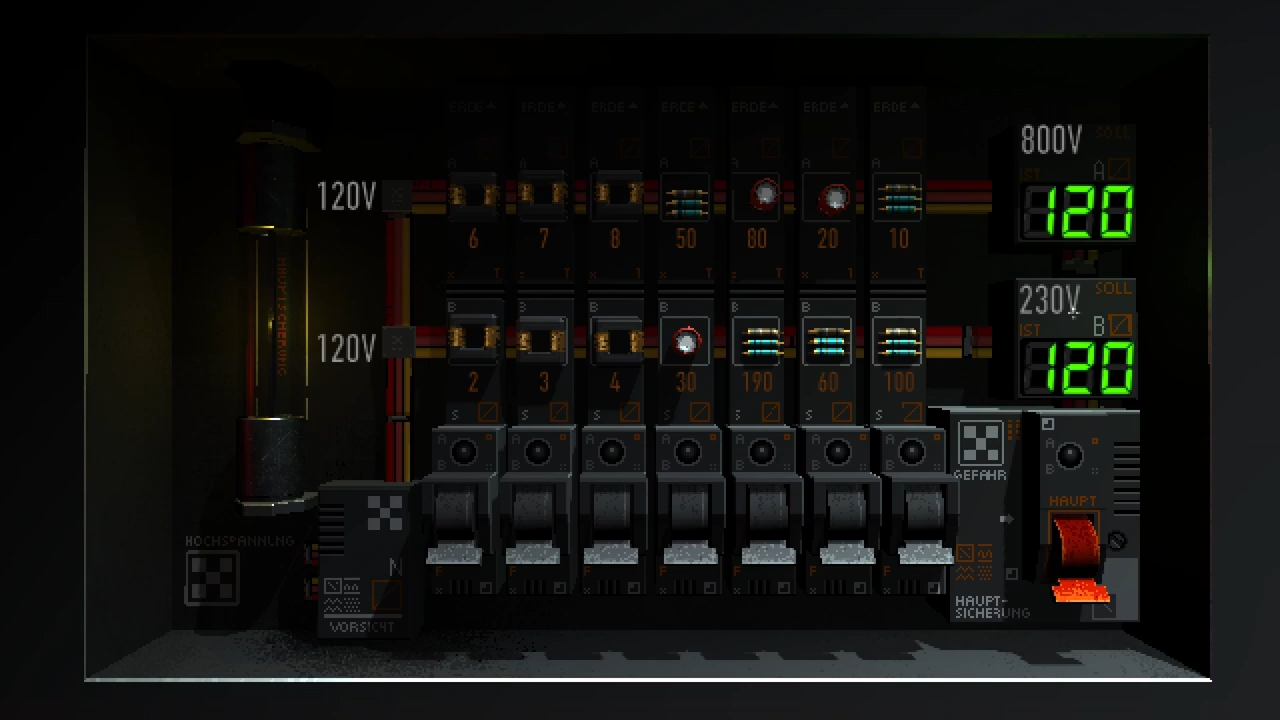 ERDE ERDE ERDE ERDE ERDE ERDE ERDE
800V SOLL
A A A A A A A
IST A
120V
120
6 7 8 50 80 20 10
230V SOLL
B B B B B B B
IST B
120V
120
2 3 4 30 190 60 100
S S S S S S S
HAUPTSICHERUNG
A A A A A A A
B B B B B B B
GEFAHR
A
B
HAUPT
HOCHSPANNUNG
N
F F F F F F F
HAUPT-
SICHERUNG
VORSICHT